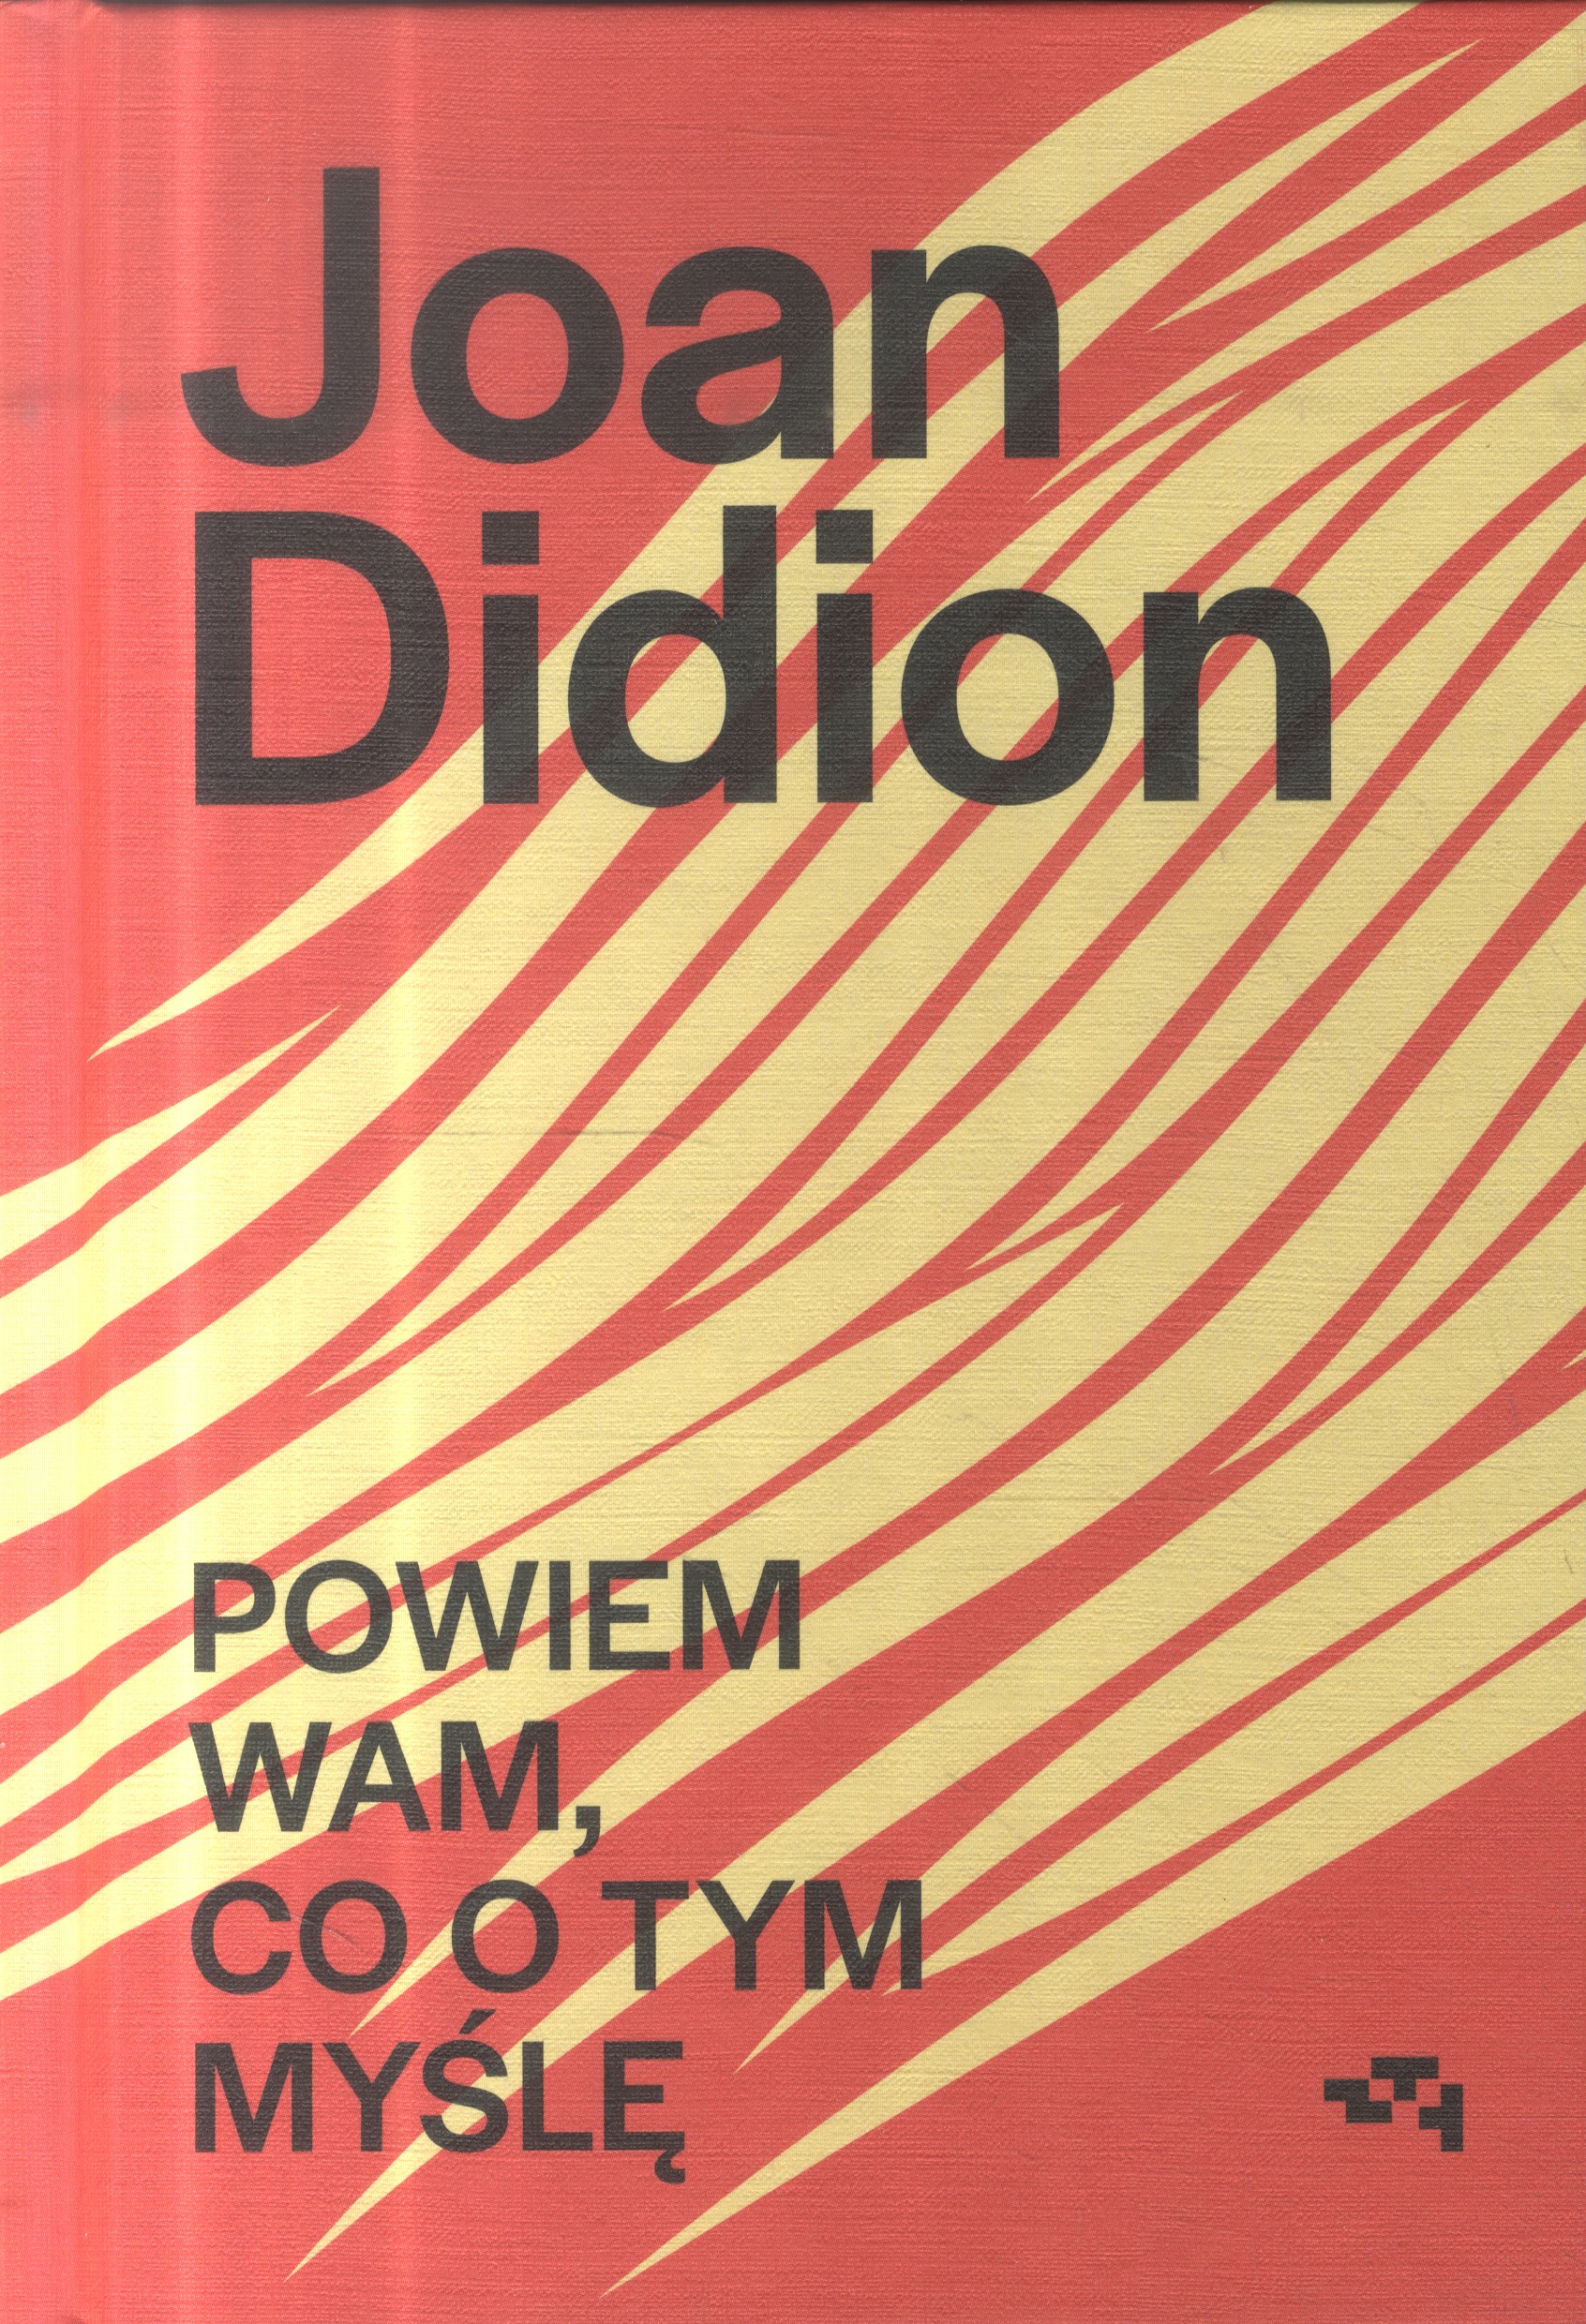 Joan
Didion
POWIEM
WAM,
CO O TYM
MYŚLĘ